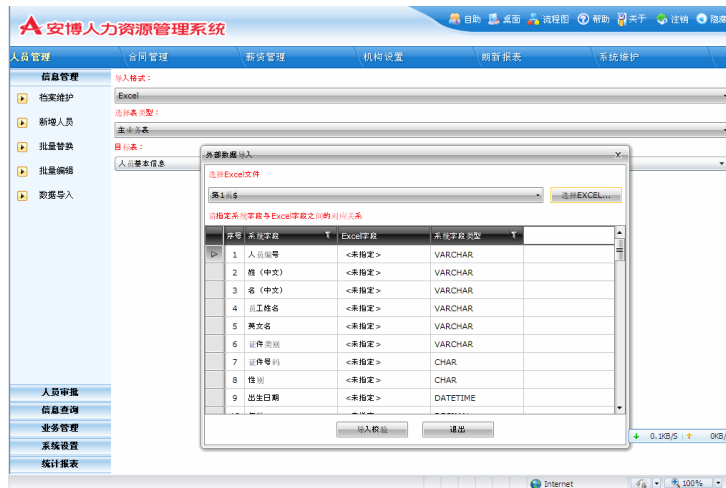 安博人力资源管理系统
自助 桌面 流程图 帮助 关于 注销 隐藏
人员管理 合同管理 薪资管理 机构设置 朗新报表 系统维护
信息管理
档案维护
新增人员
批量替换
批量编辑
数据导入
人员审批
信息查询
业务管理
系统设置
统计报表
导入格式：
Excel
选择表类型：
主业务表
目标表：
人员基本信息
外部数据导入 X
选择Excel文件
第1页$ 选择EXCEL...
请指定系统字段与Excel字段之间的对应关系
序号 系统字段 Excel字段 系统字段类型
1 人员编号 <未指定> VARCHAR
2 姓（中文） <未指定> VARCHAR
3 名（中文） <未指定> VARCHAR
4 员工姓名 <未指定> VARCHAR
5 英文名 <未指定> VARCHAR
6 证件类别 <未指定> VARCHAR
7 证件号码 <未指定> CHAR
8 性别 <未指定> CHAR
9 出生日期 <未指定> DATETIME
导入校验 退出
0.1KB/S 0KB/
Internet 100%